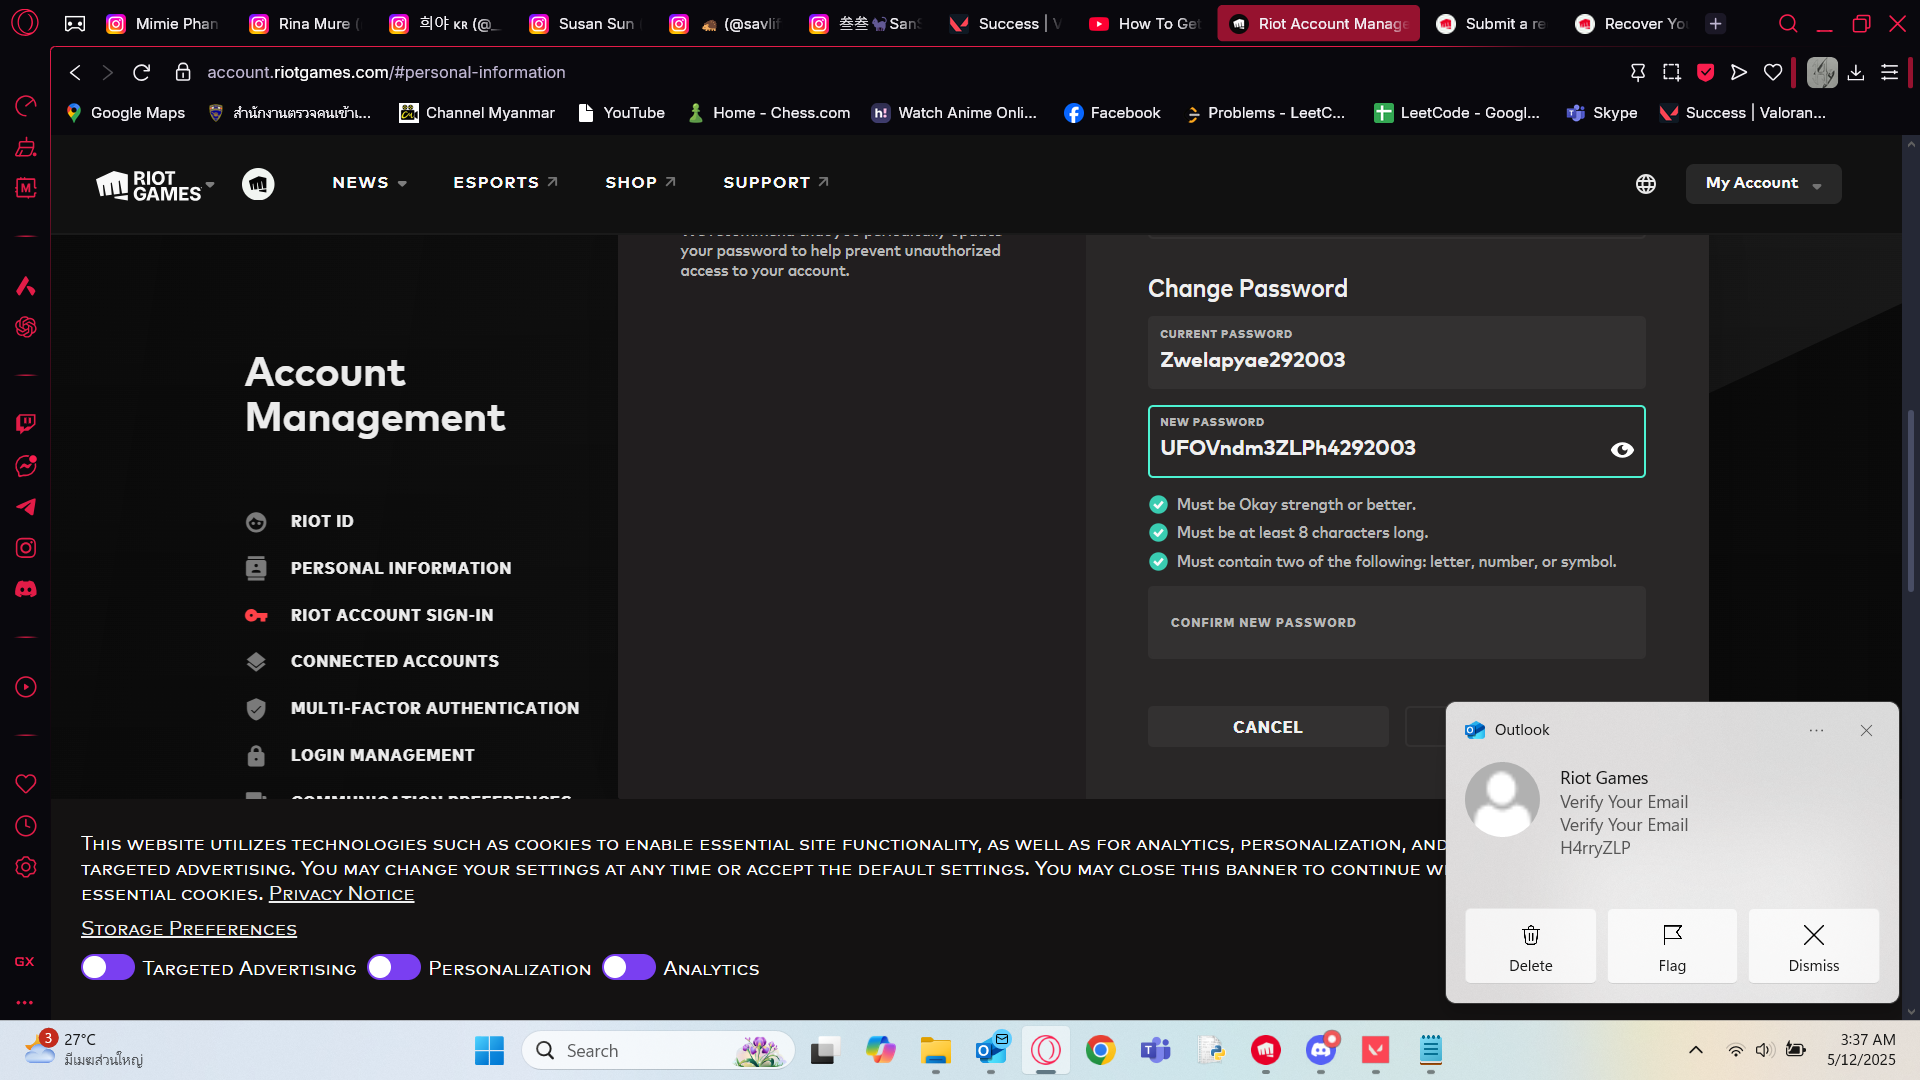 Mimie Phan
Rina Mure (
희야 KR (@_
Susan Sun
(@savlif
叁叁🐈‍⬛San
Success | V
How To Get
Riot Account Manage
Submit a re
Recover Yo
account.riotgames.com/#personal-information
Google Maps
สำนักงานตรวจคนเข้าเ...
Channel Myanmar
YouTube
Home - Chess.com
h!
Watch Anime Onli...
Facebook
Problems - LeetC...
LeetCode - Googl...
Skype
Success | Valoran...
RIOT GAMES
NEWS
ESPORTS
SHOP
SUPPORT
My Account
your password to help prevent unauthorized
access to your account.
Account
Management
RIOT ID
PERSONAL INFORMATION
RIOT ACCOUNT SIGN-IN
CONNECTED ACCOUNTS
MULTI-FACTOR AUTHENTICATION
LOGIN MANAGEMENT
COMMUNICATION PREFERENCES
Change Password
CURRENT PASSWORD
Zwelapyae292003
NEW PASSWORD
UFOVndm3ZLPh4292003
Must be Okay strength or better.
Must be at least 8 characters long.
Must contain two of the following: letter, number, or symbol.
CONFIRM NEW PASSWORD
CANCEL
Outlook
Riot Games
Verify Your Email
Verify Your Email
H4rryZLP
Delete
Flag
Dismiss
This website utilizes technologies such as cookies to enable essential site functionality, as well as for analytics, personalization, and
targeted advertising. You may change your settings at any time or accept the default settings. You may close this banner to continue w
essential cookies. Privacy Notice
Storage Preferences
Targeted Advertising
Personalization
Analytics
GX
3
27°C
มีเมฆส่วนใหญ่
Search
3:37 AM
5/12/2025